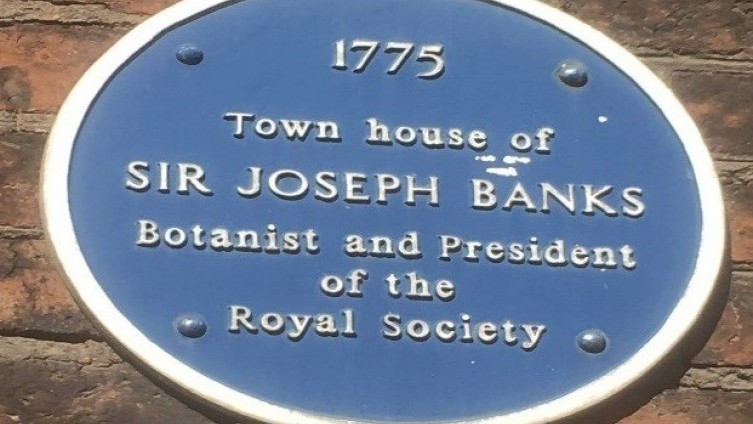 1775
Town house of
SIR JOSEPH BANKS
Botanist and President
of the
Royal Society